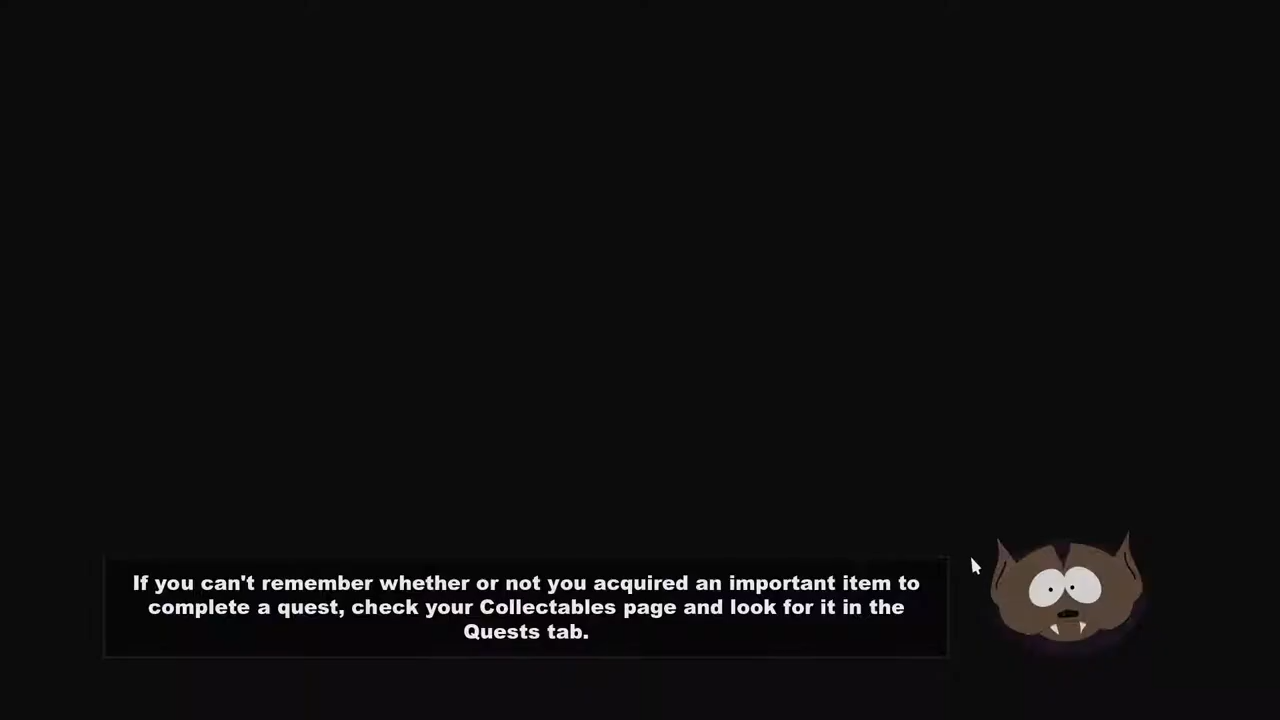 If you can't remember whether or not you acquired an important item to
complete a quest, check your Collectables page and look for it in the
Quests tab.